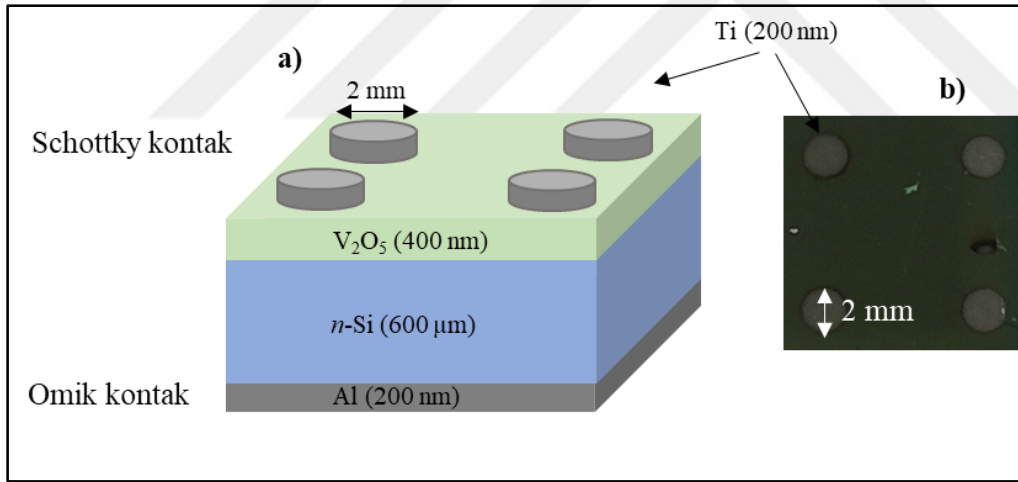 Ti (200 nm)
a)
b)
2 mm
Schottky kontak
V₂O₅ (400 nm)
n-Si (600 µm)
2 mm
Omik kontak
Al (200 nm)